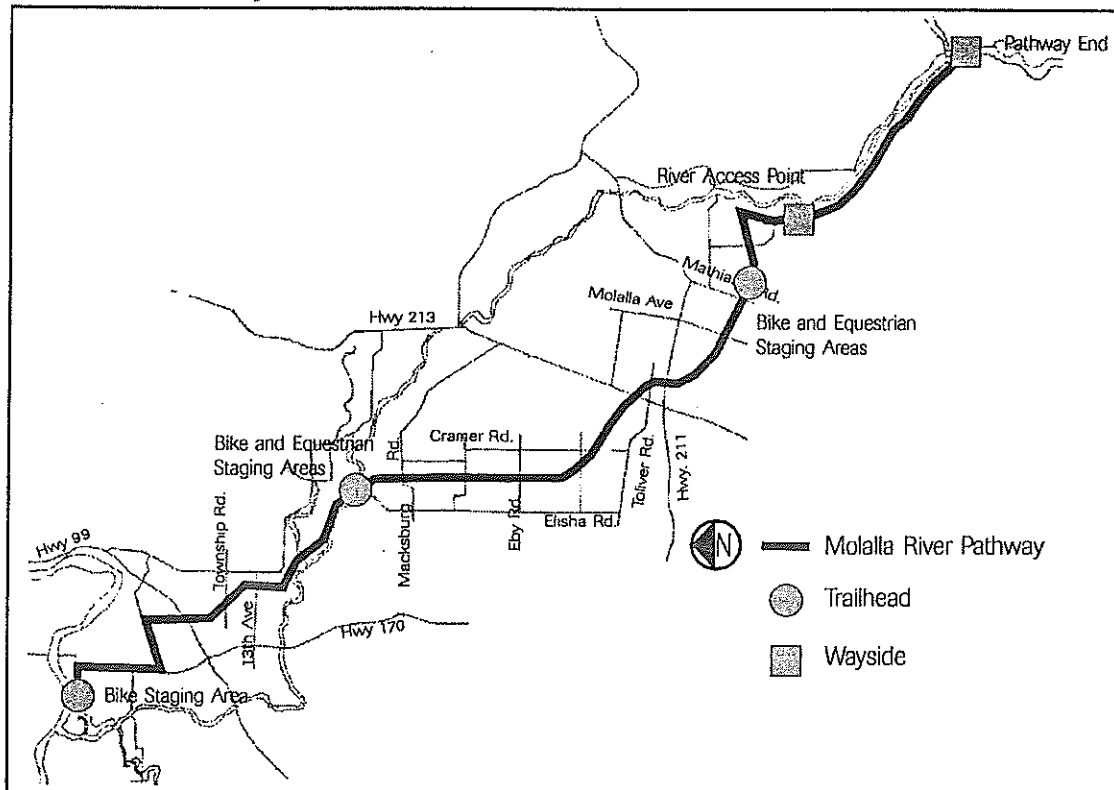 Pathway End
River Access Point
Mathia Rd.
Molalla Ave
Hwy 213
Bike and Equestrian
Staging Areas
Bike and Equestrian
Staging Areas
Cramer Rd.
Macksburg Rd.
Eby Rd.
Elisha Rd.
Toliver Rd.
Hwy. 211
Hwy 99
Township Rd.
13th Ave
Hwy 170
Bike Staging Area
N
Molalla River Pathway
Trailhead
Wayside